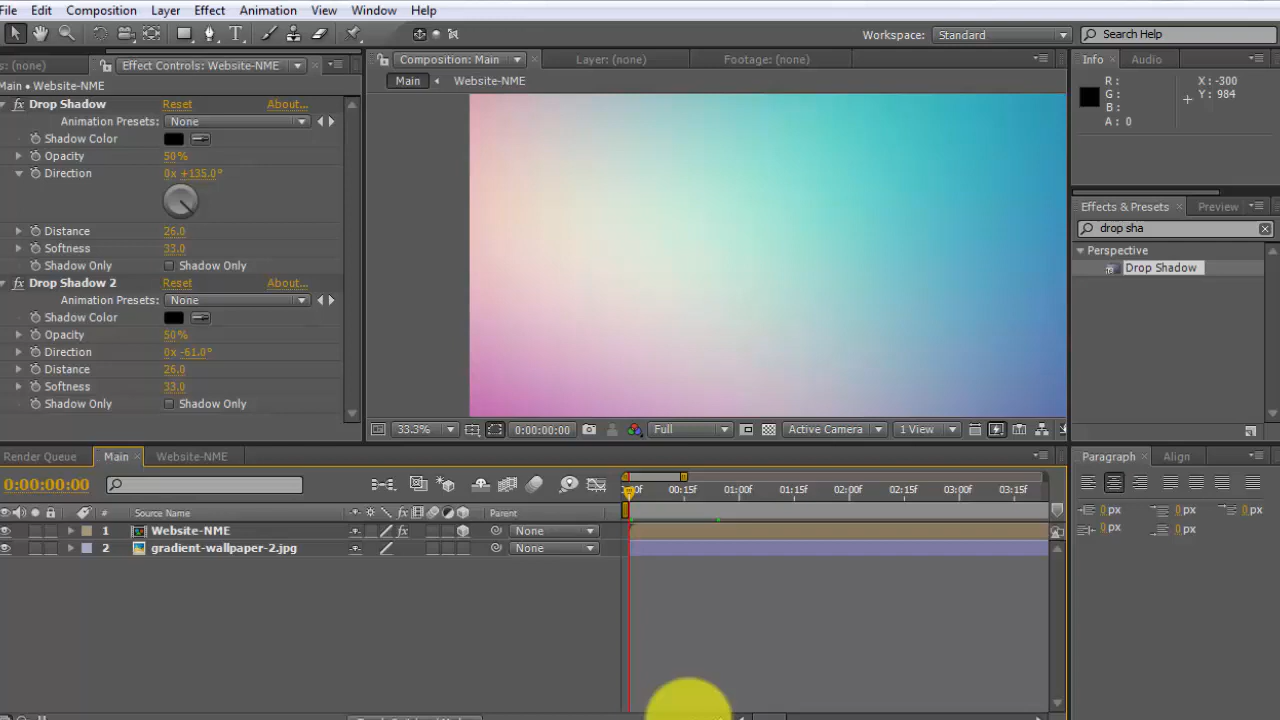 File Edit Composition Layer Effect Animation View Window Help
Workspace: Standard Search Help
s: (none) Effect Controls: Website-NME Composition: Main Layer: (none) Footage: (none) Info Audio
Main • Website-NME Main Website-NME
R: X: -300
G: Y: 984
B:
A: 0
Drop Shadow Reset About...
Animation Presets: None
Shadow Color
Opacity 50%
Direction 0x +135.0°
Distance 26.0
Softness 33.0
Shadow Only Shadow Only
Drop Shadow 2 Reset About...
Animation Presets: None
Shadow Color
Opacity 50%
Direction 0x -61.0°
Distance 26.0
Softness 33.0
Shadow Only Shadow Only
Effects & Presets Preview
drop sha
Perspective
Drop Shadow
33.3% 0:00:00:00 Full Active Camera 1 View
Render Queue Main Website-NME
0:00:00:00
:00f 00:15f 01:00f 01:15f 02:00f 02:15f 03:00f 03:15f
# Source Name Parent
1 Website-NME None
2 gradient-wallpaper-2.jpg None
Paragraph Align
0 px 0 px 0 px
0 px 0 px